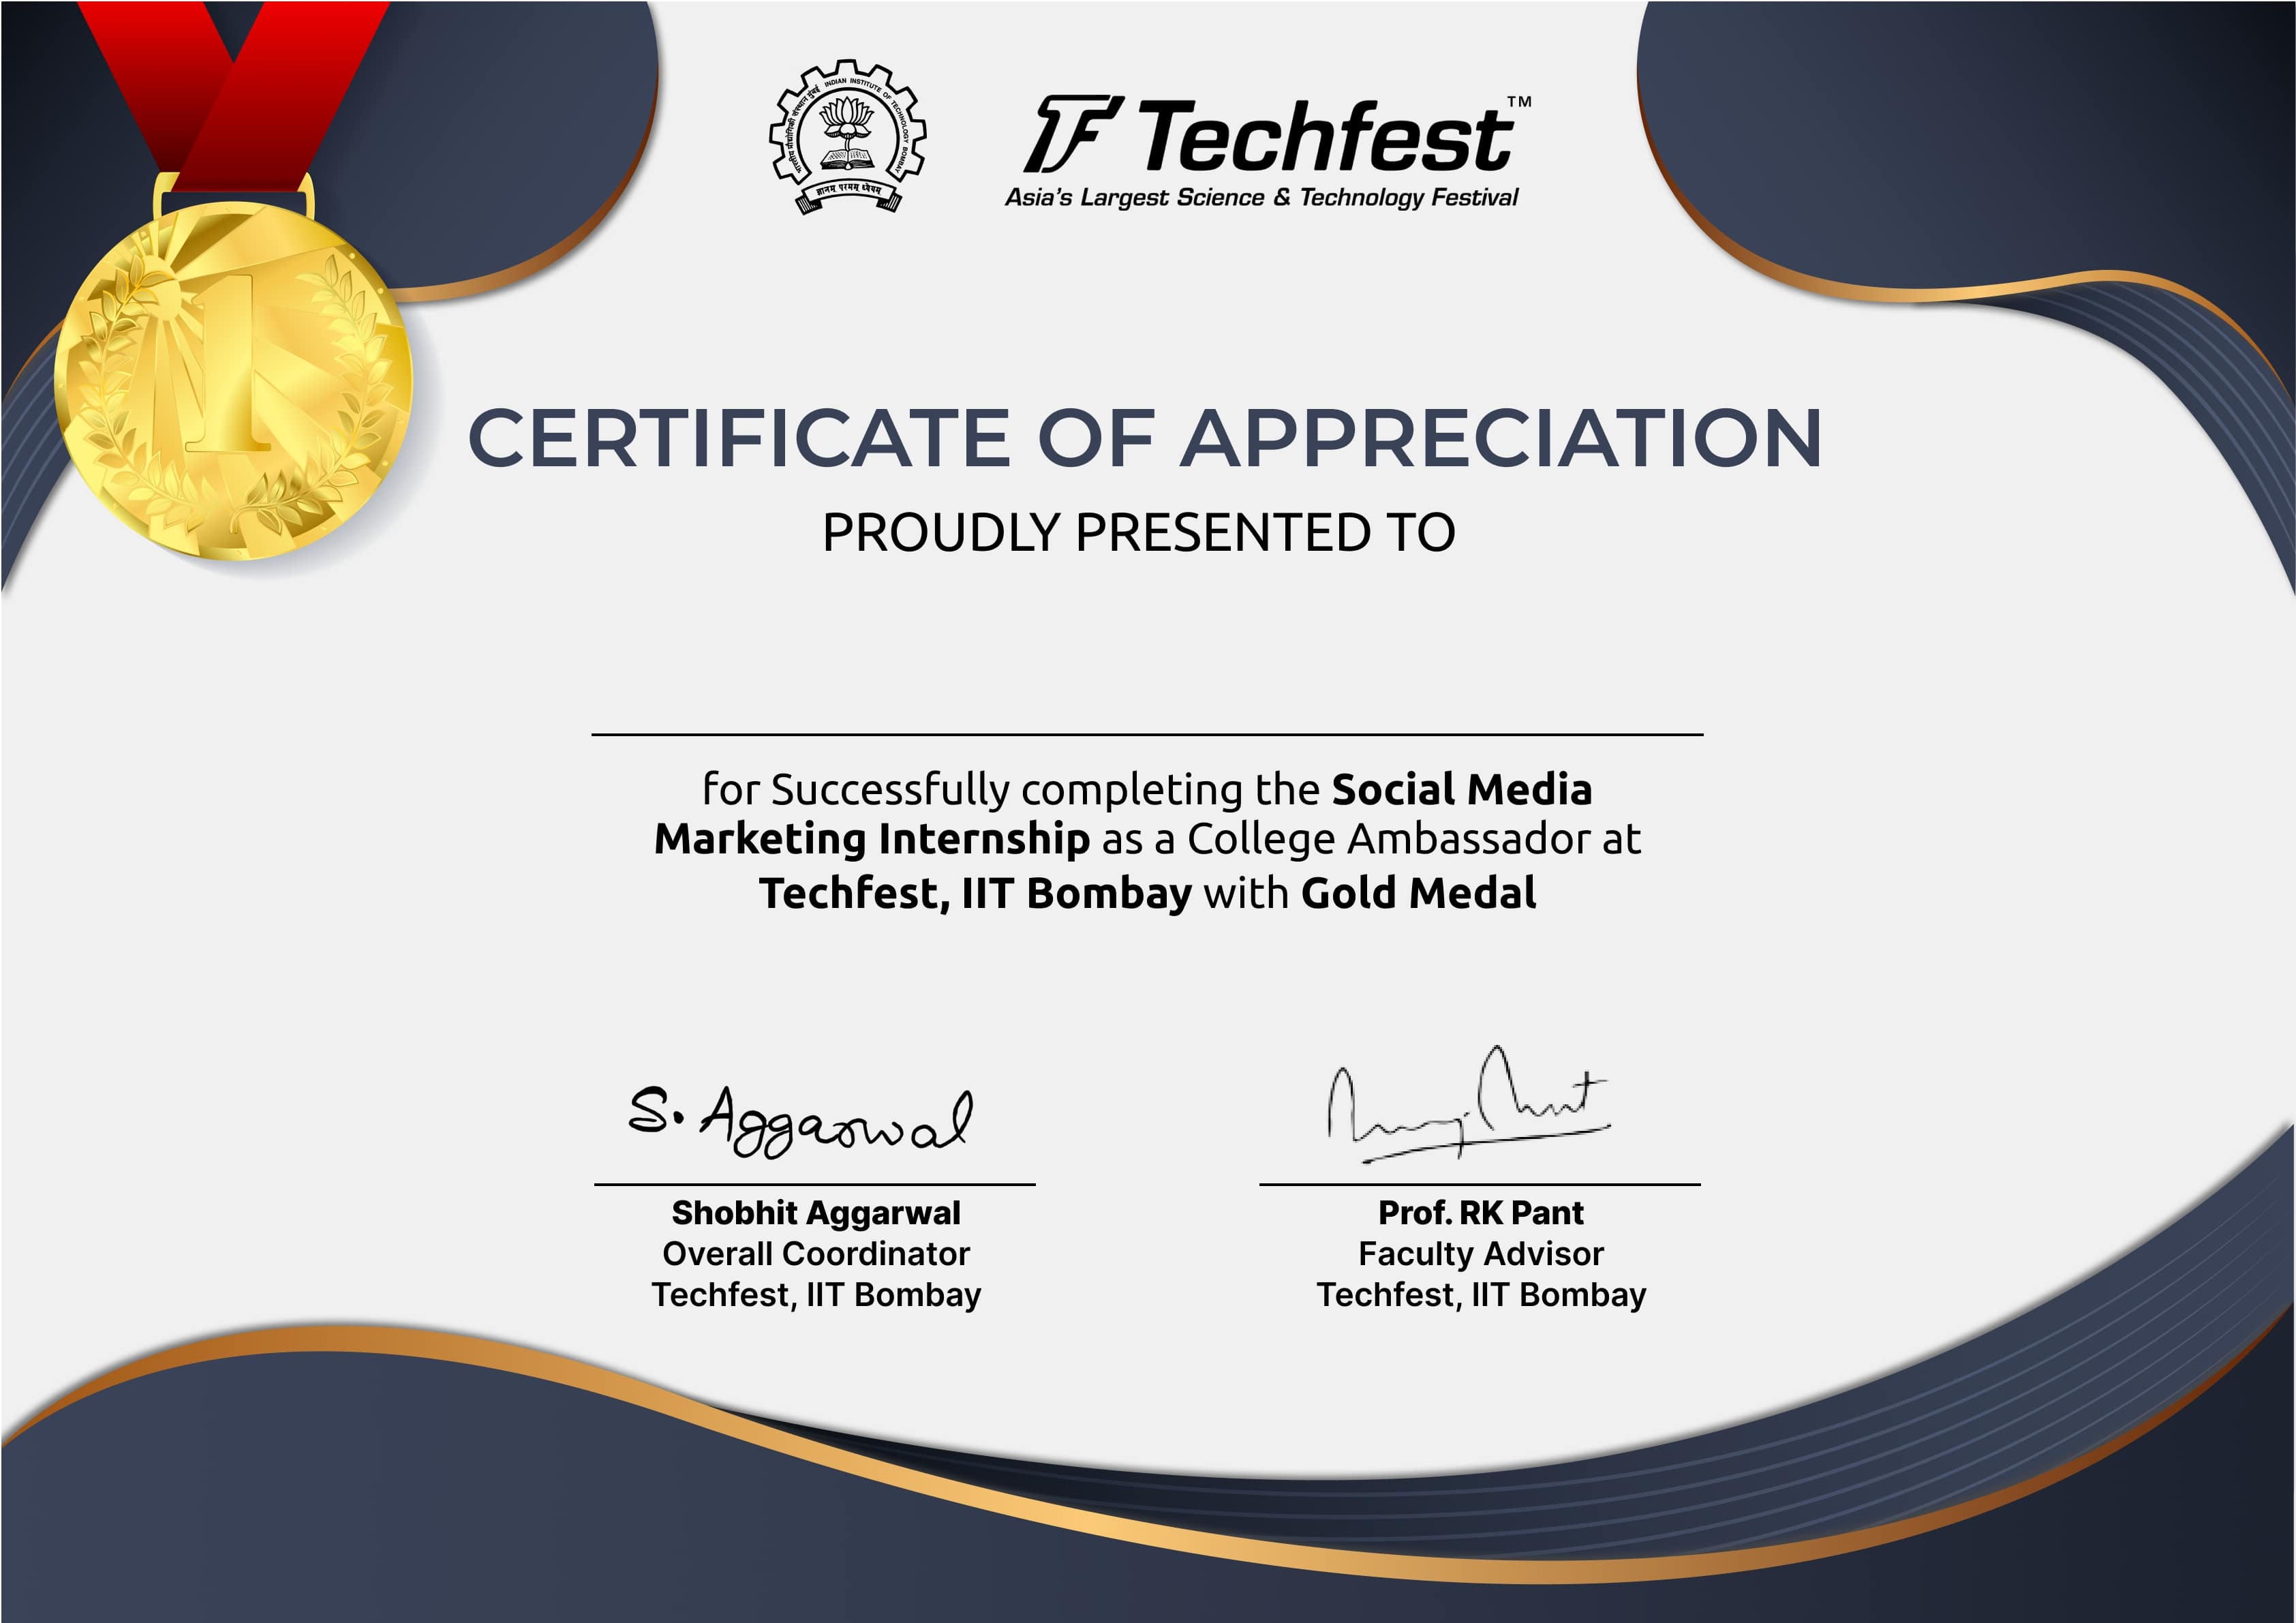 भारतीय प्रौद्योगिकी संस्थान मुंबई INDIAN INSTITUTE OF TECHNOLOGY BOMBAY
ज्ञानम् परमम् ध्येयम्
TF Techfest™
Asia's Largest Science & Technology Festival
1
CERTIFICATE OF APPRECIATION
PROUDLY PRESENTED TO
for Successfully completing the Social Media
Marketing Internship as a College Ambassador at
Techfest, IIT Bombay with Gold Medal
S. Aggarwal
Shobhit Aggarwal
Overall Coordinator
Techfest, IIT Bombay
Prof. RK Pant
Faculty Advisor
Techfest, IIT Bombay